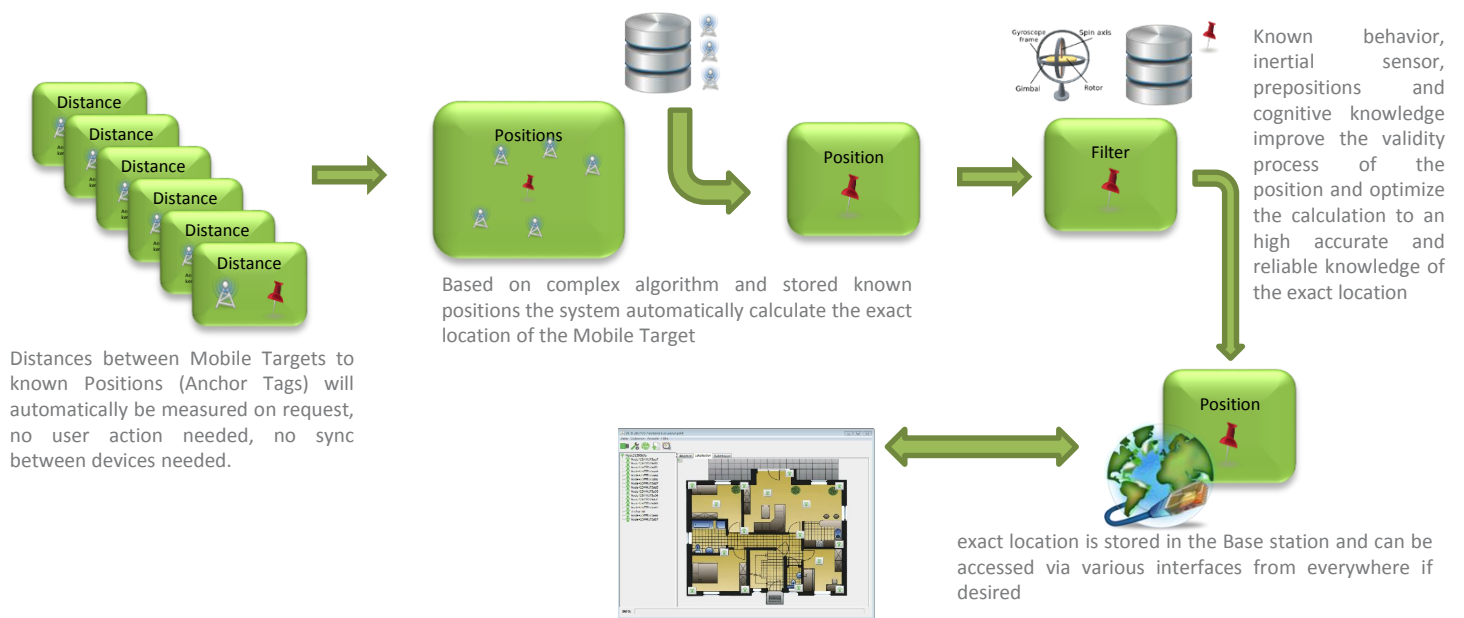 Distance
Distance
Distance
Distance
Distance
Distances between Mobile Targets to
known Positions (Anchor Tags) will
automatically be measured on request,
no user action needed, no sync
between devices needed.
Positions
Based on complex algorithm and stored known
positions the system automatically calculate the exact
location of the Mobile Target
Position
Gyroscope
frame
Spin axis
Gimbal
Rotor
Filter
Known behavior,
inertial sensor,
prepositions and
cognitive knowledge
improve the validity
process of the
position and optimize
the calculation to an
high accurate and
reliable knowledge of
the exact location
Position
exact location is stored in the Base station and can be
accessed via various interfaces from everywhere if
desired